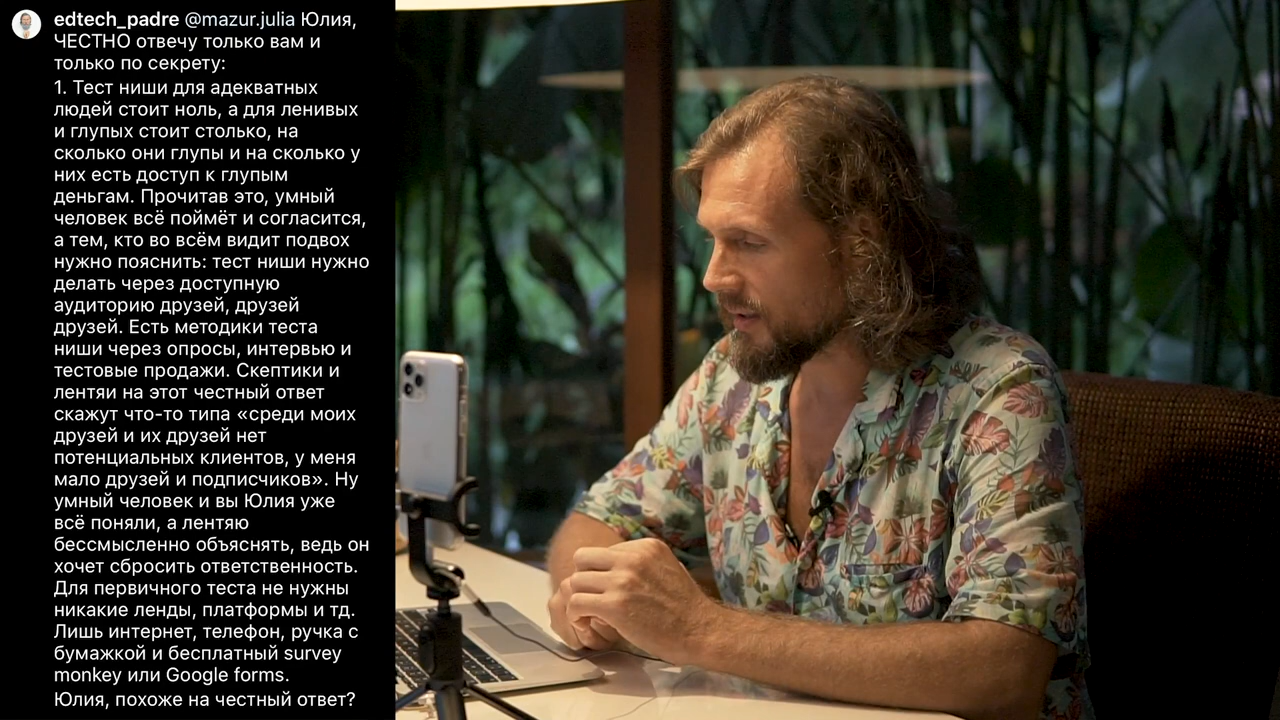 edtech_padre @mazur.julia Юлия,
ЧЕСТНО отвечу только вам и
только по секрету:
1. Тест ниши для адекватных
людей стоит ноль, а для ленивых
и глупых стоит столько, на
сколько они глупы и на сколько у
них есть доступ к глупым
деньгам. Прочитав это, умный
человек всё поймёт и согласится,
а тем, кто во всём видит подвох
нужно пояснить: тест ниши нужно
делать через доступную
аудиторию друзей, друзей
друзей. Есть методики теста
ниши через опросы, интервью и
тестовые продажи. Скептики и
лентяи на этот честный ответ
скажут что-то типа «среди моих
друзей и их друзей нет
потенциальных клиентов, у меня
мало друзей и подписчиков». Ну
умный человек и вы Юлия уже
всё поняли, а лентяю
бессмысленно объяснять, ведь он
хочет сбросить ответственность.
Для первичного теста не нужны
никакие ленды, платформы и тд.
Лишь интернет, телефон, ручка с
бумажкой и бесплатный survey
monkey или Google forms.
Юлия, похоже на честный ответ?